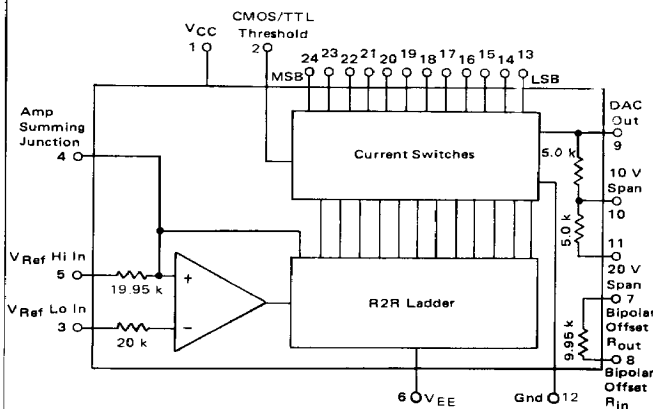 CMOS/TTL
VCC Threshold
1 2
24 23 22 21 20 19 18 17 16 15 14 13
MSB LSB
Amp
Summing
Junction
4
Current Switches
DAC
Out
9
5.0 k
10 V
Span
10
5.0 k
11
20 V
Span
VRef Hi In
5
19.95 k
+
VRef Lo In
3
20 k
−
R2R Ladder
7
Bipolar
Offset
Rout
9.95 k
8
Bipolar
Offset
Rin
6 VEE
Gnd 12